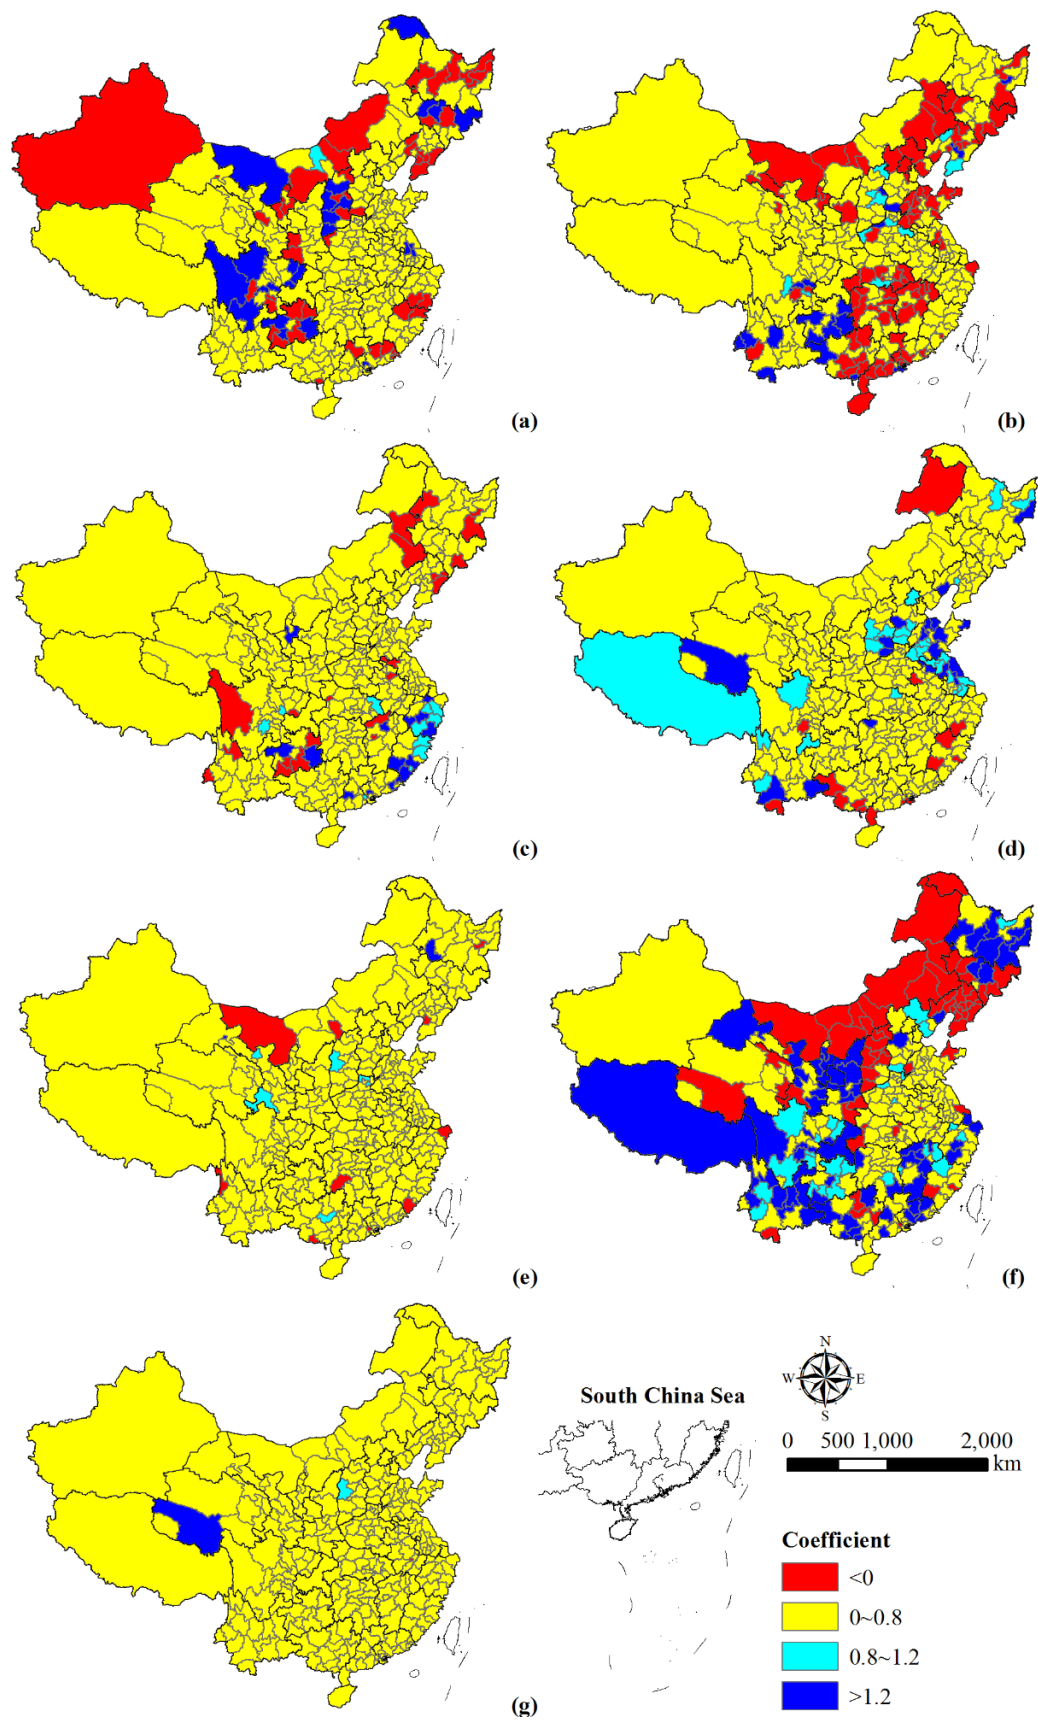 (a)
(b)
(c)
(d)
(e)
(f)
(g)
South China Sea
N
W
E
S
0 500 1,000 2,000
km
Coefficient
<0
0~0.8
0.8~1.2
>1.2